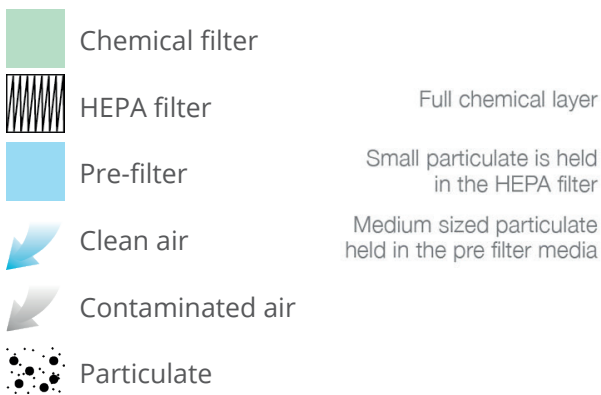 Chemical filter
HEPA filter
Pre-filter
Clean air
Contaminated air
Particulate
Full chemical layer
Small particulate is held
in the HEPA filter
Medium sized particulate
held in the pre filter media